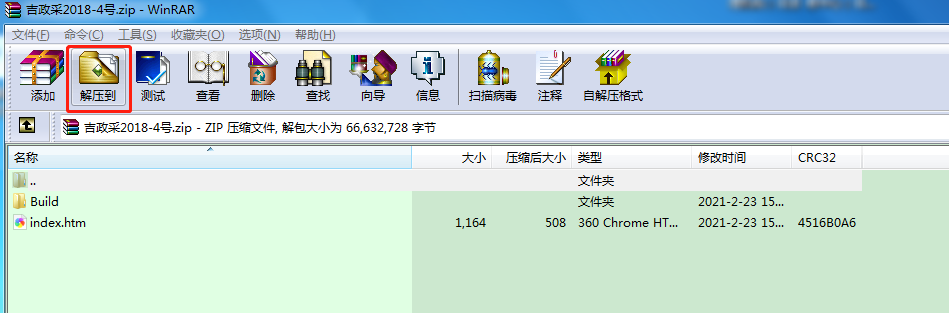 吉政采2018-4号.zip - WinRAR
文件(F) 命令(C) 工具(S) 收藏夹(O) 选项(N) 帮助(H)
添加 解压到 测试 查看 删除 查找 向导 信息 扫描病毒 注释 自解压格式
吉政采2018-4号.zip - ZIP 压缩文件, 解包大小为 66,632,728 字节
名称 大小 压缩后大小 类型 修改时间 CRC32
.. 文件夹
Build 文件夹 2021-2-23 15...
index.htm 1,164 508 360 Chrome HT... 2021-2-23 15... 4516B0A6